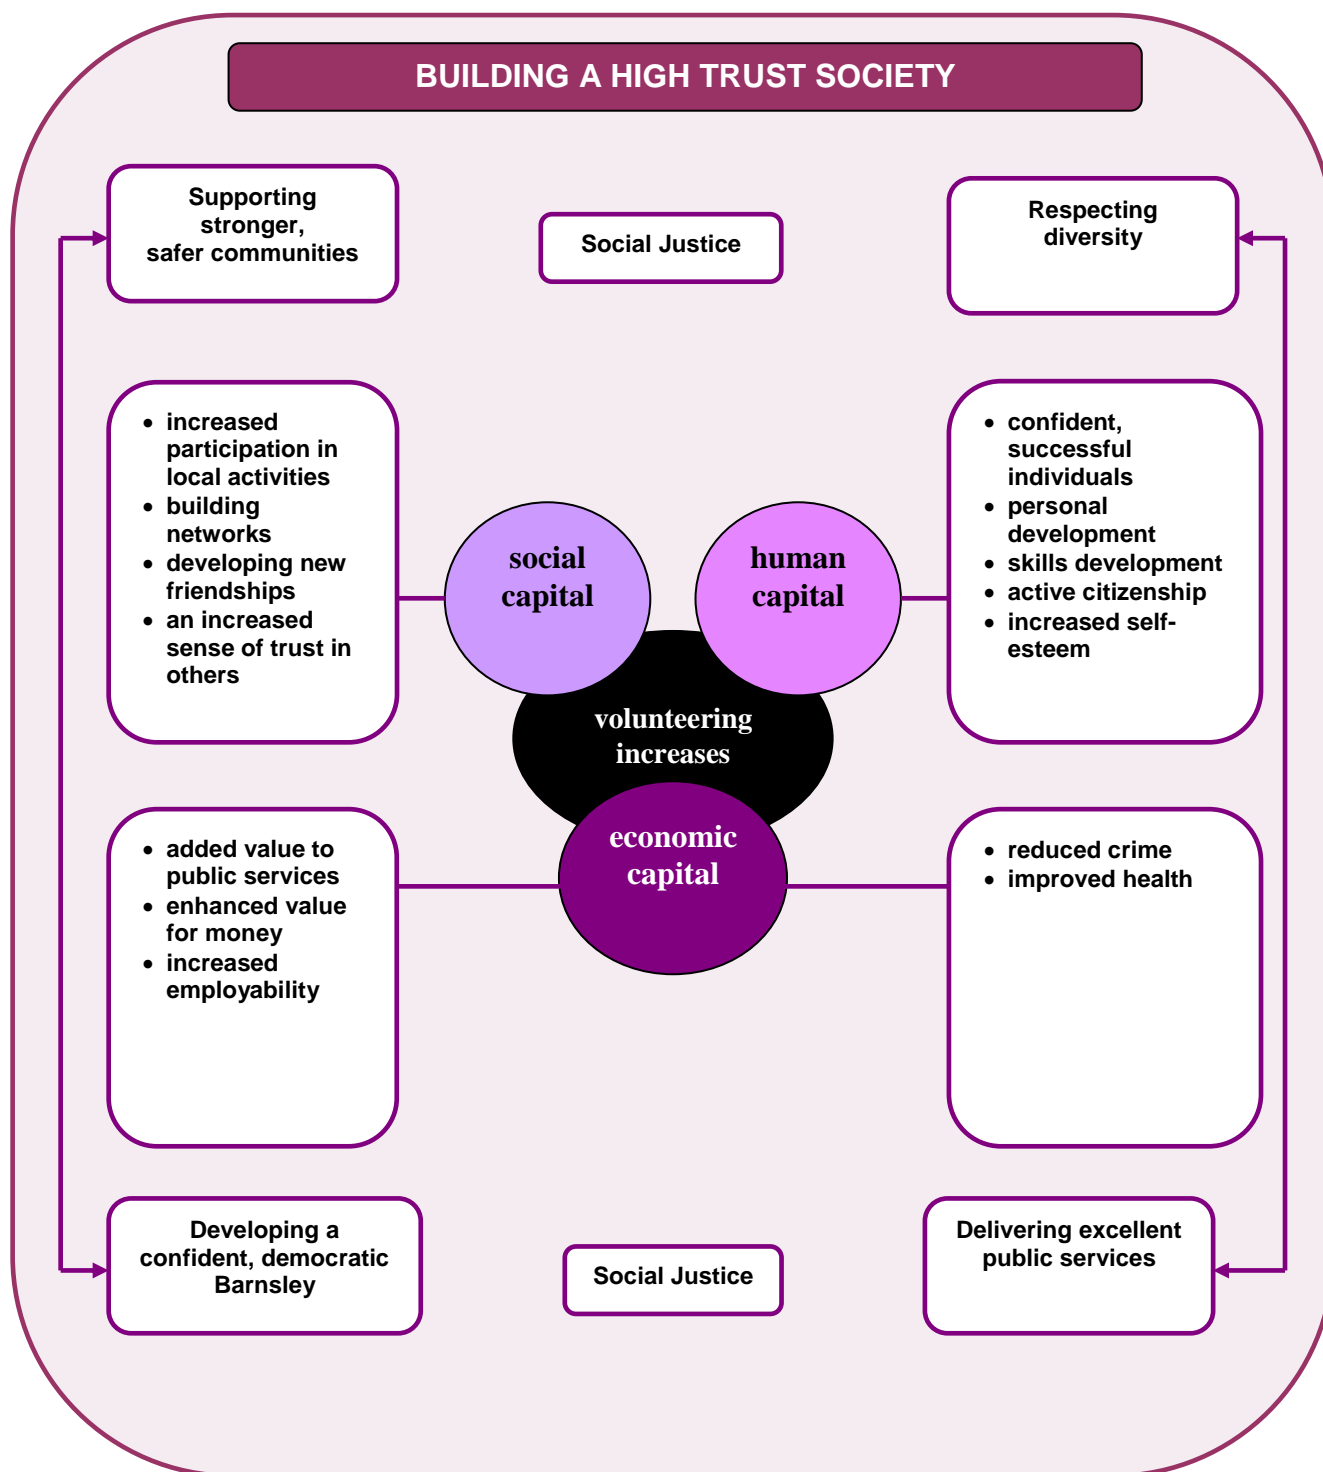 BUILDING A HIGH TRUST SOCIETY
Supporting
stronger,
safer communities
Social Justice
Respecting
diversity
• increased
participation in
local activities
• building
networks
• developing new
friendships
• an increased
sense of trust in
others
social
capital
human
capital
• confident,
successful
individuals
• personal
development
• skills development
• active citizenship
• increased self-
esteem
volunteering
increases
economic
capital
• added value to
public services
• enhanced value
for money
• increased
employability
• reduced crime
• improved health
Developing a
confident, democratic
Barnsley
Social Justice
Delivering excellent
public services